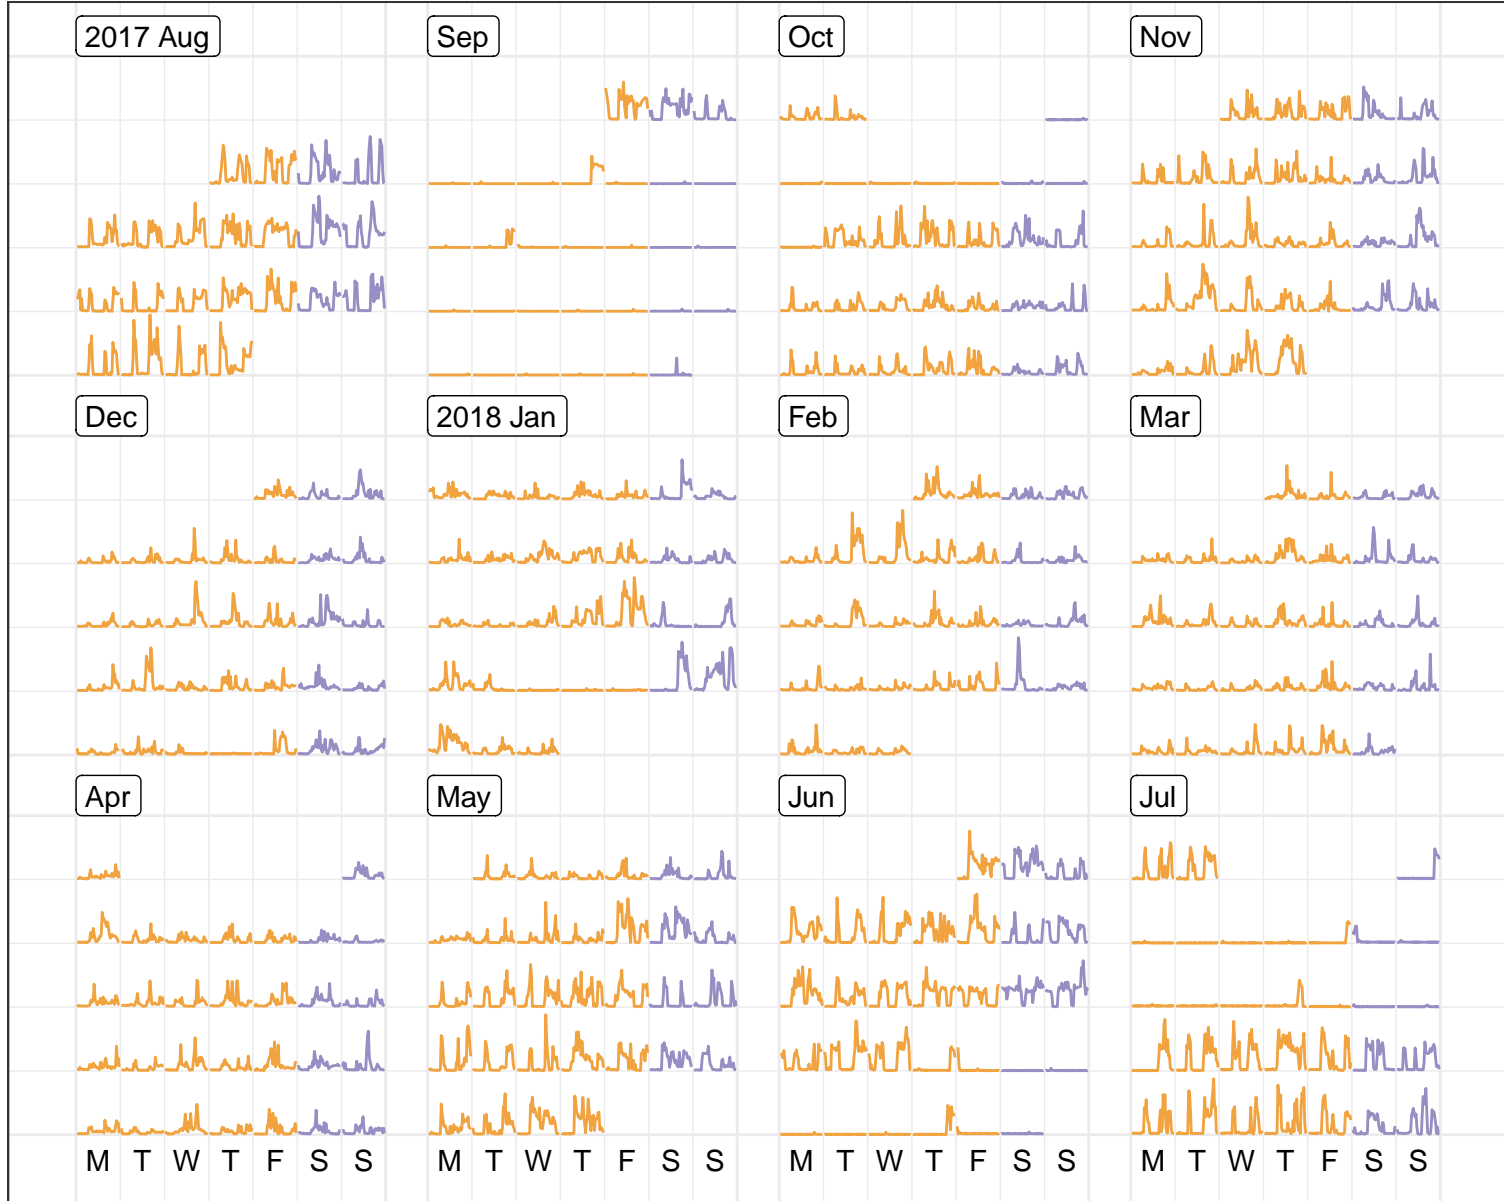 2017 Aug Sep Oct Nov
Dec 2018 Jan Feb Mar
Apr May Jun Jul
M T W T F S S M T W T F S S M T W T F S S M T W T F S S